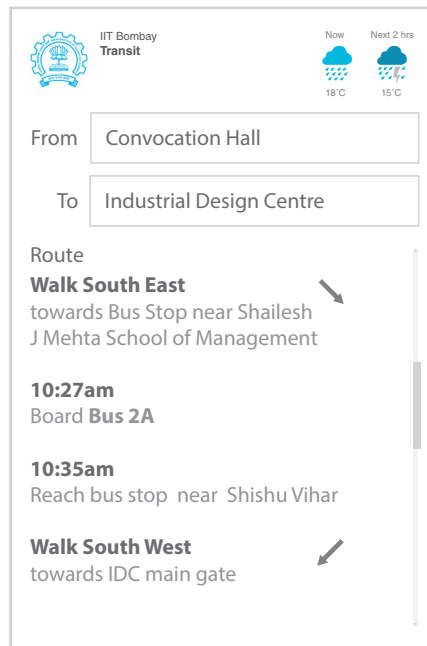 IIT Bombay
Transit
Now
Next 2 hrs
18°C
15°C
From
Convocation Hall
To
Industrial Design Centre
Route
Walk South East
towards Bus Stop near Shailesh
J Mehta School of Management
10:27am
Board Bus 2A
10:35am
Reach bus stop near Shishu Vihar
Walk South West
towards IDC main gate